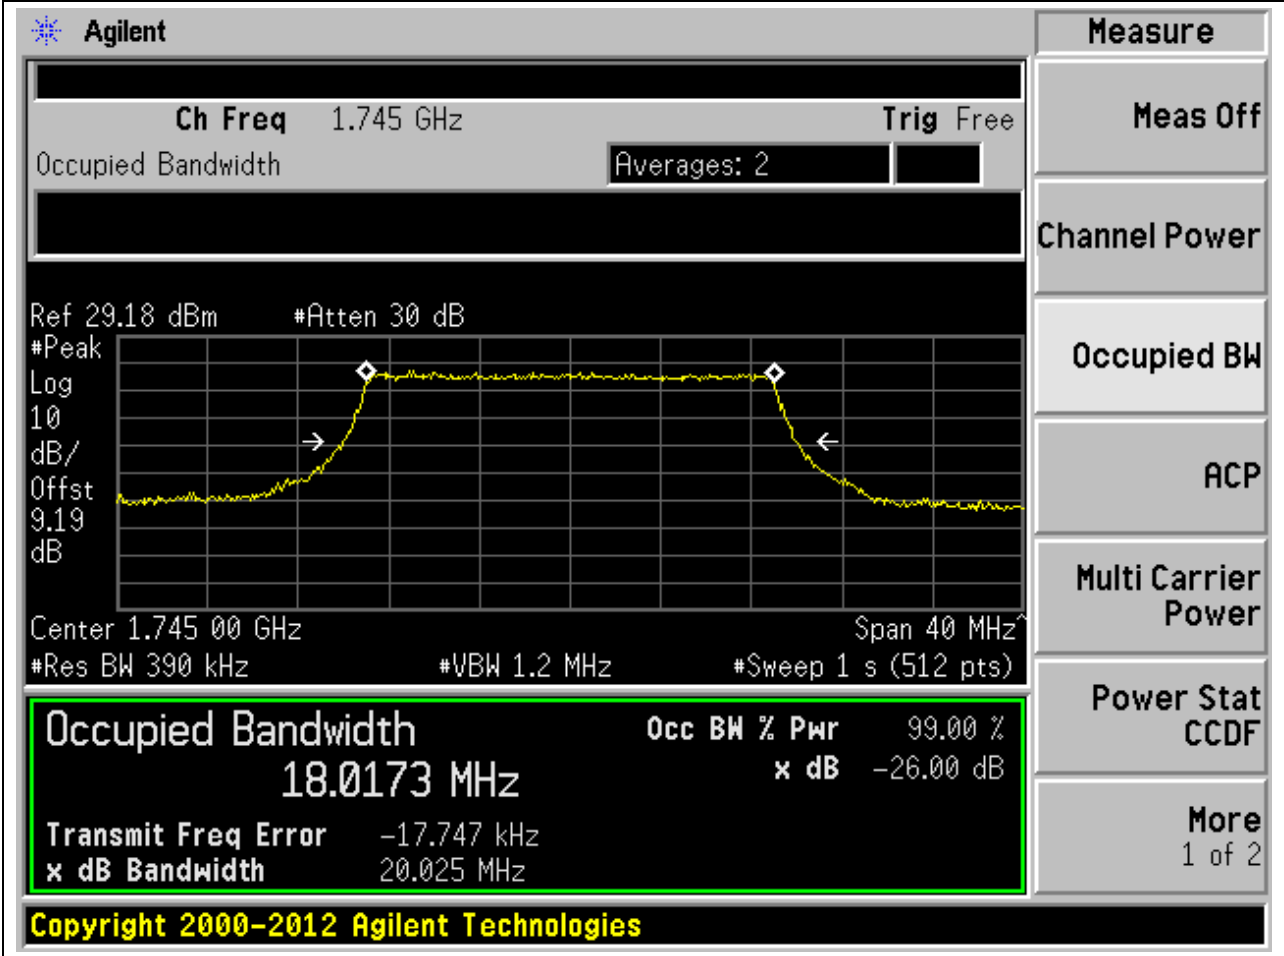 Agilent
Measure
Ch Freq 1.745 GHz Trig Free
Occupied Bandwidth Averages: 2
Meas Off
Channel Power
Ref 29.18 dBm #Atten 30 dB
#Peak
Log
10
dB/
Offst
9.19
dB
Occupied BW
ACP
Center 1.745 00 GHz Span 40 MHz^
#Res BW 390 kHz #VBW 1.2 MHz #Sweep 1 s (512 pts)
Multi Carrier
Power
Occupied Bandwidth Occ BW % Pwr 99.00 %
18.0173 MHz x dB -26.00 dB
Transmit Freq Error -17.747 kHz
x dB Bandwidth 20.025 MHz
Power Stat
CCDF
More
1 of 2
Copyright 2000-2012 Agilent Technologies